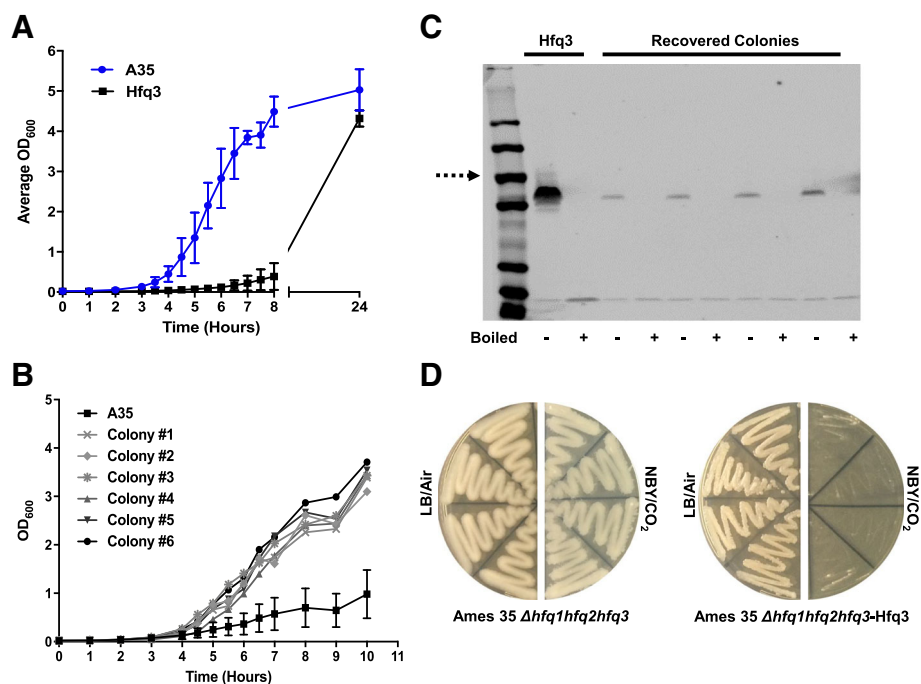 A
6
5
4
3
2
1
0
Average OD600
A35
Hfq3
0 1 2 3 4 5 6 7 8 24
Time (Hours)
B
5
4
3
2
1
0
OD600
A35
Colony #1
Colony #2
Colony #3
Colony #4
Colony #5
Colony #6
0 1 2 3 4 5 6 7 8 9 10 11
Time (Hours)
C
Hfq3 Recovered Colonies
Boiled - + - + - + - + - +
D
LB/Air NBY/CO2 LB/Air NBY/CO2
Ames 35 Δhfq1hfq2hfq3 Ames 35 Δhfq1hfq2hfq3-Hfq3